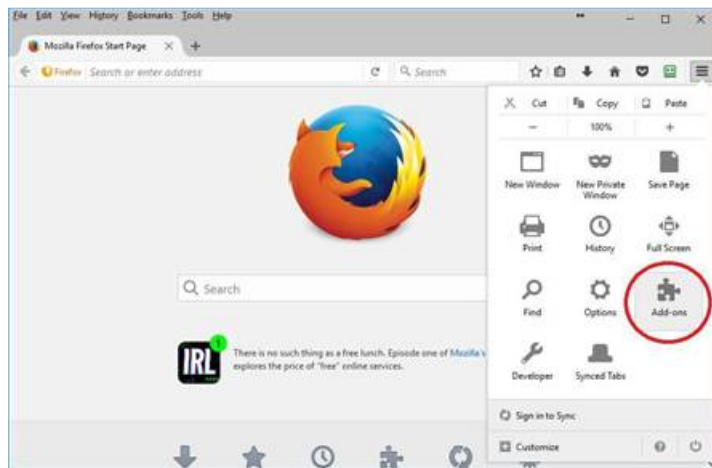 File Edit View History Bookmarks Tools Help
Mozilla Firefox Start Page
Firefox Search or enter address
Search
Cut Copy Paste
100%
New Window New Private Window Save Page
Print History Full Screen
Search
Find Options Add-ons
IRL
1
There is no such thing as a free lunch. Episode one of Mozilla's
explores the price of "free" online services.
Developer Synced Tabs
Sign in to Sync
Customize